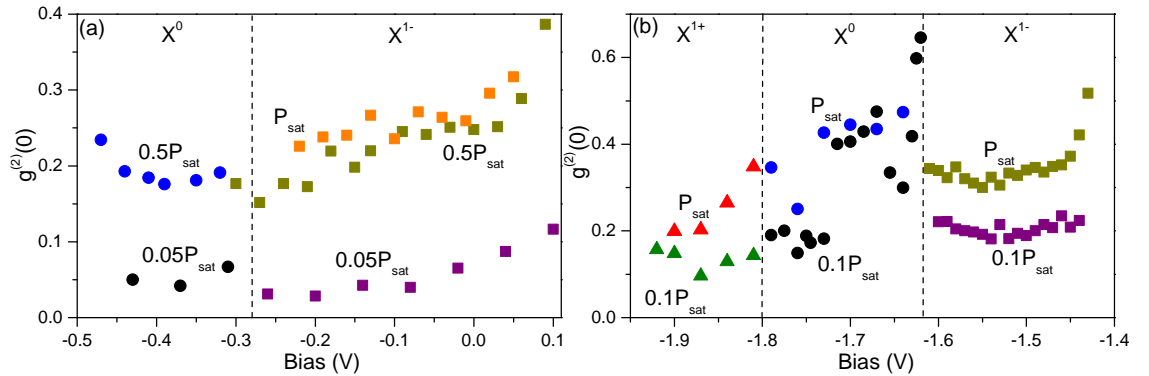 (a)
X⁰
X¹⁻
0.4
0.3
0.2
0.1
0.0
g⁽²⁾(0)
P_sat
0.5P_sat
0.5P_sat
0.05P_sat
0.05P_sat
-0.5
-0.4
-0.3
-0.2
-0.1
-0.0
0.1
Bias (V)
(b)
X¹⁺
X⁰
X¹⁻
0.6
0.4
0.2
0.0
g⁽²⁾(0)
P_sat
P_sat
P_sat
0.1P_sat
0.1P_sat
0.1P_sat
-1.9
-1.8
-1.7
-1.6
-1.5
-1.4
Bias (V)